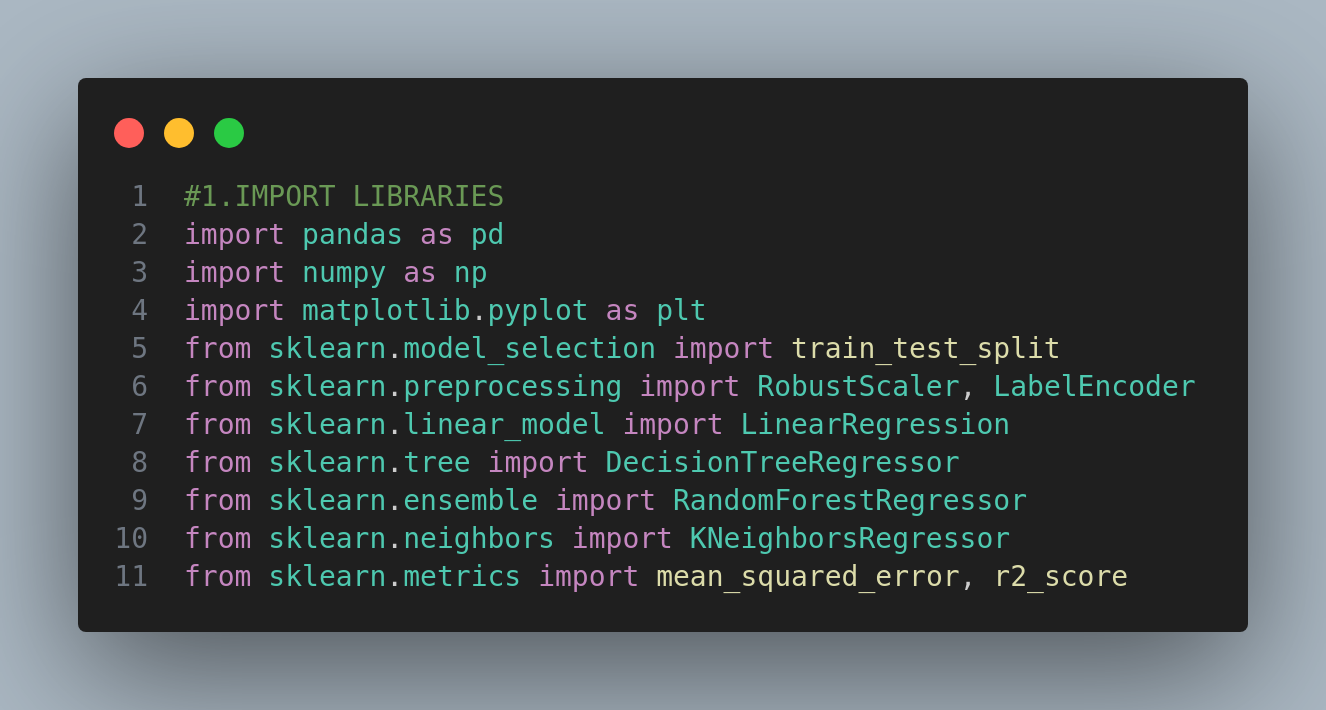 1 #1.IMPORT LIBRARIES
2 import pandas as pd
3 import numpy as np
4 import matplotlib.pyplot as plt
5 from sklearn.model_selection import train_test_split
6 from sklearn.preprocessing import RobustScaler, LabelEncoder
7 from sklearn.linear_model import LinearRegression
8 from sklearn.tree import DecisionTreeRegressor
9 from sklearn.ensemble import RandomForestRegressor
10 from sklearn.neighbors import KNeighborsRegressor
11 from sklearn.metrics import mean_squared_error, r2_score